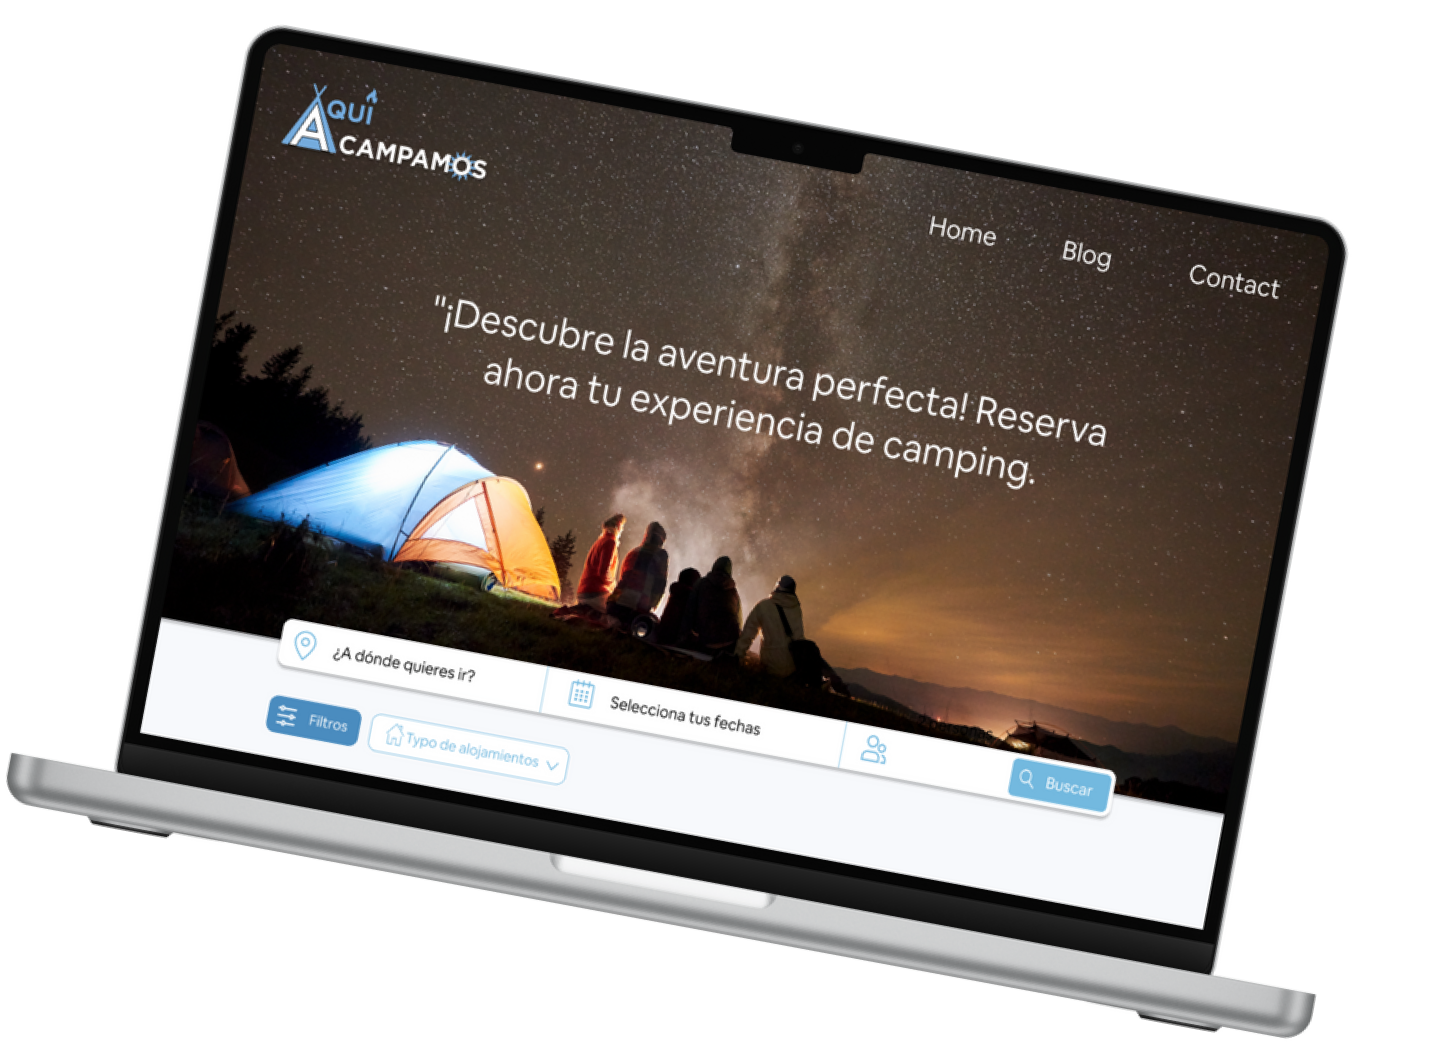 AQUÍ
ACAMPAMOS
Home
Blog
Contact
"¡Descubre la aventura perfecta! Reserva
ahora tu experiencia de camping.
¿A dónde quieres ir?
Selecciona tus fechas
Buscar
Filtros
Typo de alojamientos